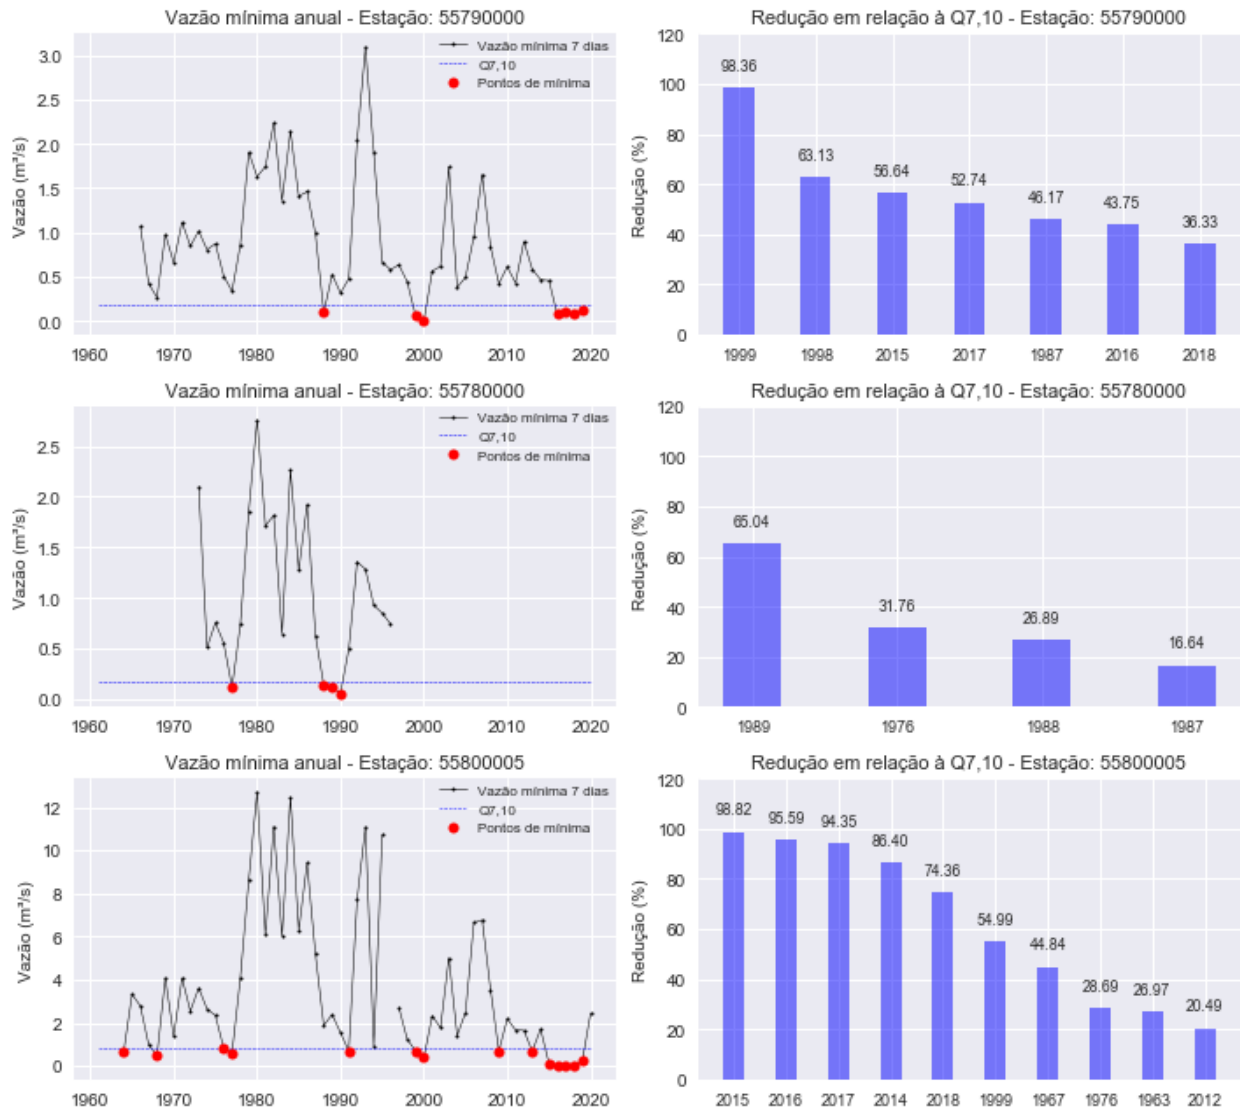 Vazão mínima anual - Estação: 55790000
Vazão (m³/s)
3.0
2.5
2.0
1.5
1.0
0.5
0.0
Vazão mínima 7 dias
Q7,10
Pontos de mínima
1960 1970 1980 1990 2000 2010 2020
Redução em relação à Q7,10 - Estação: 55790000
Redução (%)
120
100
80
60
40
20
0
98.36 63.13 56.64 52.74 46.17 43.75 36.33
1999 1998 2015 2017 1987 2016 2018
Vazão mínima anual - Estação: 55780000
Vazão (m³/s)
2.5
2.0
1.5
1.0
0.5
0.0
Vazão mínima 7 dias
Q7,10
Pontos de mínima
1960 1970 1980 1990 2000 2010 2020
Redução em relação à Q7,10 - Estação: 55780000
Redução (%)
120
100
80
60
40
20
0
65.04 31.76 26.89 16.64
1989 1976 1988 1987
Vazão mínima anual - Estação: 55800005
Vazão (m³/s)
12
10
8
6
4
2
0
Vazão mínima 7 dias
Q7,10
Pontos de mínima
1960 1970 1980 1990 2000 2010 2020
Redução em relação à Q7,10 - Estação: 55800005
Redução (%)
120
100
80
60
40
20
0
98.82 95.59 94.35 86.40 74.36 54.99 44.84 28.69 26.97 20.49
2015 2016 2017 2014 2018 1999 1967 1976 1963 2012